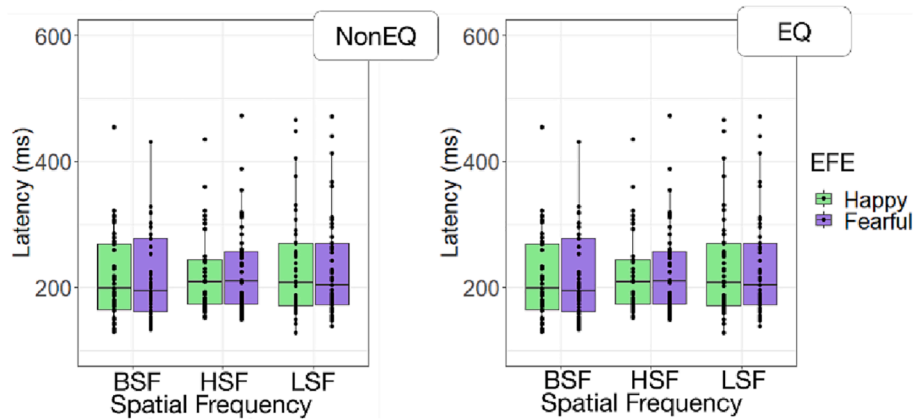 NonEQ
600
400
200
Latency (ms)
BSF HSF LSF
Spatial Frequency
EQ
600
400
200
Latency (ms)
BSF HSF LSF
Spatial Frequency
EFE
Happy
Fearful